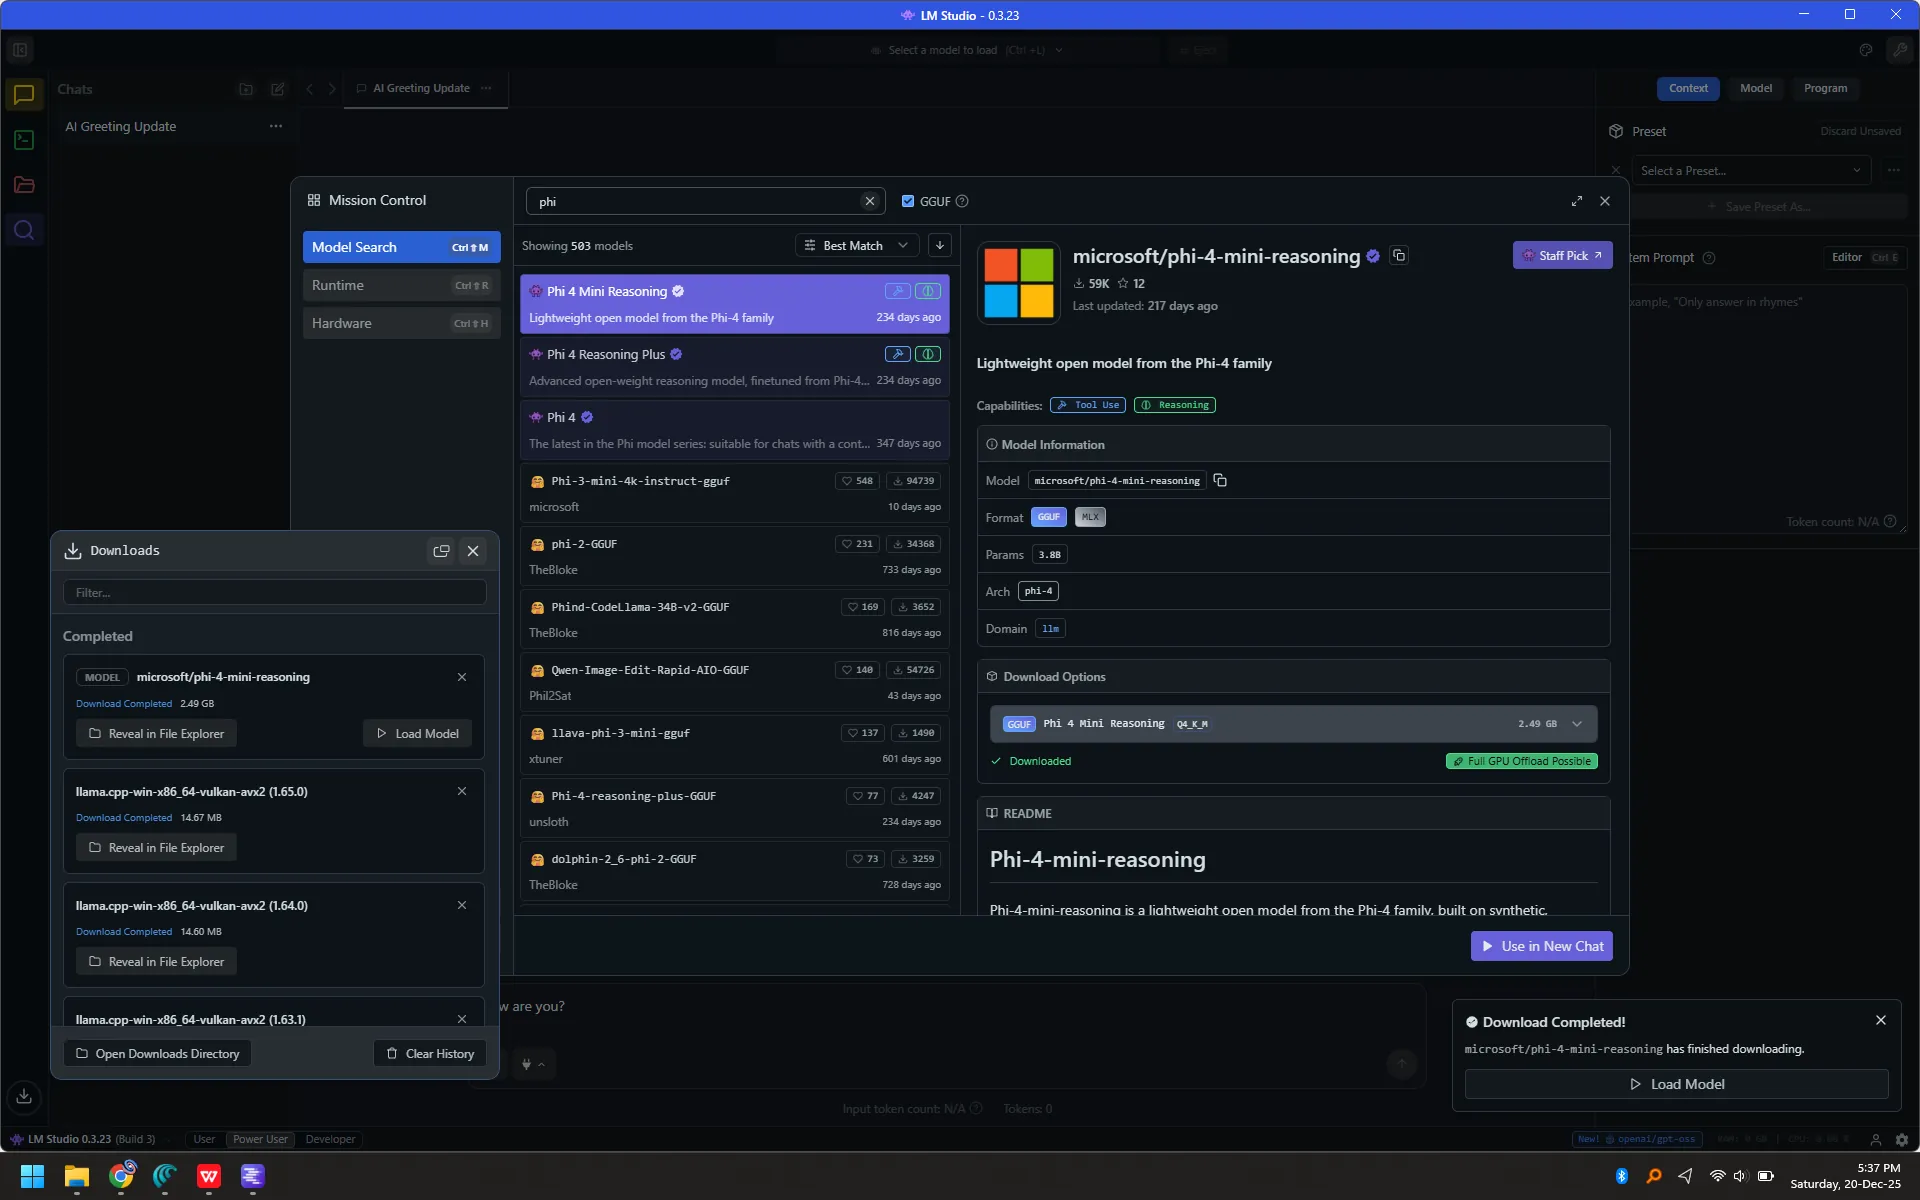 LM Studio - 0.3.23
Select a model to load (Ctrl +L)
Eject
Chats
AI Greeting Update
Context
Model
Program
AI Greeting Update
Preset
Discard Unsaved
Select a Preset...
Save Preset As...
Mission Control
phi
GGUF
Model Search Ctrl⇧M
Runtime Ctrl⇧R
Hardware Ctrl⇧H
Showing 503 models
Best Match
Phi 4 Mini Reasoning
Lightweight open model from the Phi-4 family
234 days ago
Phi 4 Reasoning Plus
Advanced open-weight reasoning model, finetuned from Phi-4...
234 days ago
Phi 4
The latest in the Phi model series: suitable for chats with a cont...
347 days ago
Phi-3-mini-4k-instruct-gguf
548
94739
microsoft
10 days ago
phi-2-GGUF
231
34368
TheBloke
733 days ago
Phind-CodeLlama-34B-v2-GGUF
169
3652
TheBloke
816 days ago
Qwen-Image-Edit-Rapid-AIO-GGUF
140
54726
Phil2Sat
43 days ago
llava-phi-3-mini-gguf
137
1490
xtuner
601 days ago
Phi-4-reasoning-plus-GGUF
77
4247
unsloth
234 days ago
dolphin-2_6-phi-2-GGUF
73
3259
TheBloke
728 days ago
microsoft/phi-4-mini-reasoning
Staff Pick
59K
12
Last updated: 217 days ago
Lightweight open model from the Phi-4 family
Capabilities: Tool Use Reasoning
Model Information
Model microsoft/phi-4-mini-reasoning
Format GGUF MLX
Params 3.8B
Arch phi-4
Domain llm
Download Options
GGUF Phi 4 Mini Reasoning Q4_K_M 2.49 GB
Downloaded
Full GPU Offload Possible
README
Phi-4-mini-reasoning
Phi-4-mini-reasoning is a lightweight open model from the Phi-4 family, built on synthetic,
Use in New Chat
tem Prompt
Editor Ctrl E
xample, "Only answer in rhymes"
Token count: N/A
Downloads
Filter...
Completed
MODEL microsoft/phi-4-mini-reasoning
Download Completed 2.49 GB
Reveal in File Explorer
Load Model
llama.cpp-win-x86_64-vulkan-avx2 (1.65.0)
Download Completed 14.67 MB
Reveal in File Explorer
llama.cpp-win-x86_64-vulkan-avx2 (1.64.0)
Download Completed 14.60 MB
Reveal in File Explorer
llama.cpp-win-x86_64-vulkan-avx2 (1.63.1)
Open Downloads Directory
Clear History
w are you?
Input token count: N/A
Tokens: 0
Download Completed!
microsoft/phi-4-mini-reasoning has finished downloading.
Load Model
LM Studio 0.3.23 (Build 3)
User
Power User
Developer
New! openai/gpt-oss
5:37 PM
Saturday, 20-Dec-25